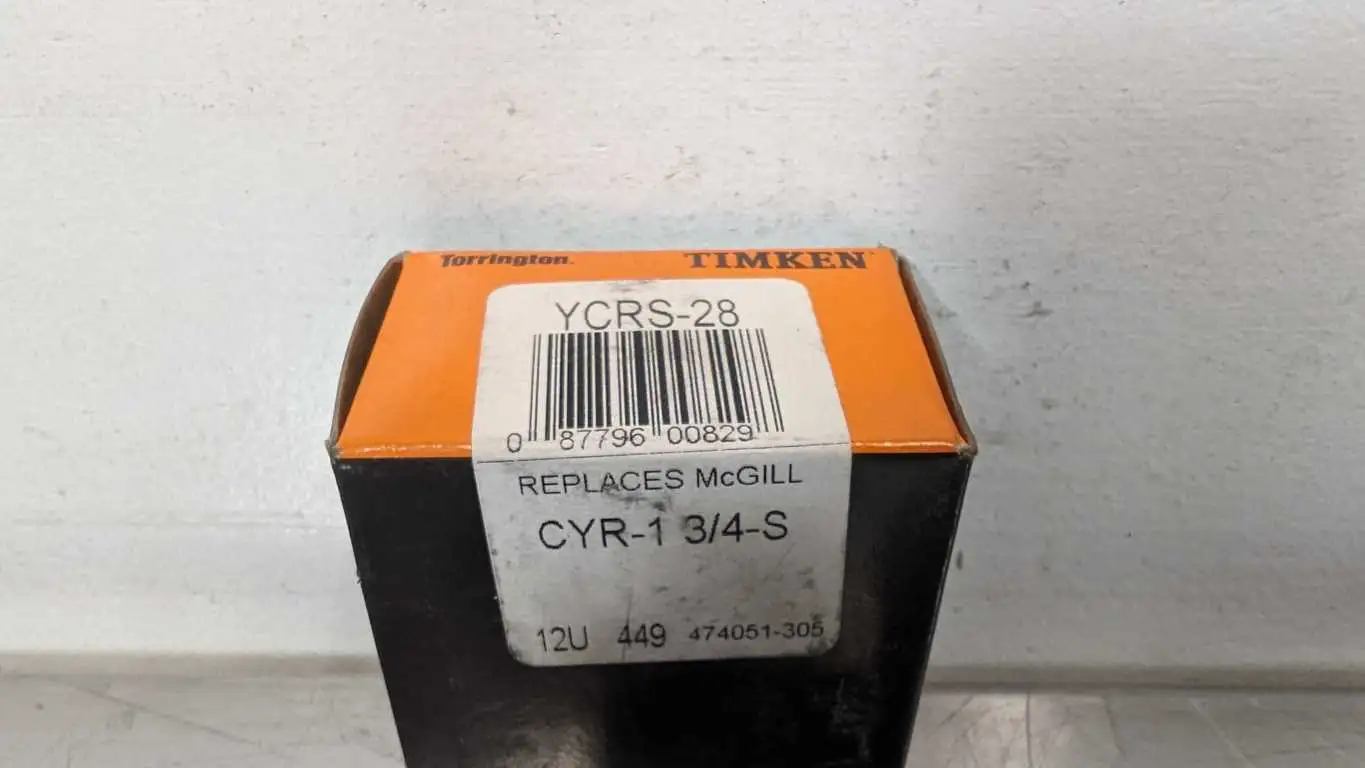 Torrington. TIMKEN
YCRS-28
0 87796 00829
REPLACES McGILL
CYR-1 3/4-S
12U 449 474051-305